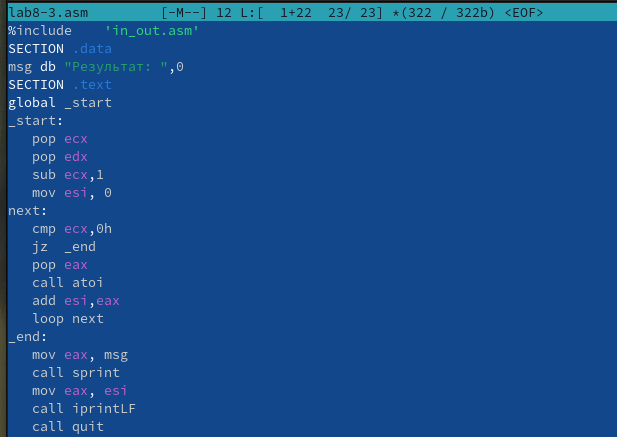 lab8-3.asm         [-M--] 12 L:[  1+22  23/ 23] *(322 / 322b) <EOF>
%include    'in_out.asm'
SECTION .data
msg db "Результат: ",0
SECTION .text
global _start
_start:
   pop ecx
   pop edx
   sub ecx,1
   mov esi, 0
next:
   cmp ecx,0h
   jz  _end
   pop eax
   call atoi
   add esi,eax
   loop next
_end:
   mov eax, msg
   call sprint
   mov eax, esi
   call iprintLF
   call quit